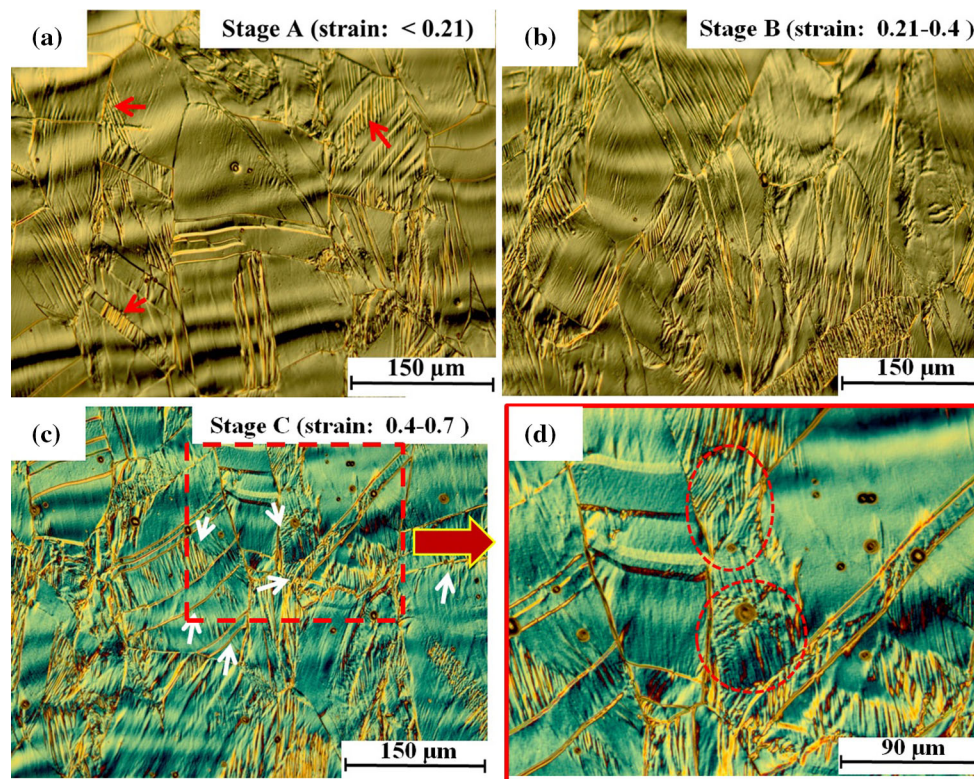 (a) Stage A (strain: < 0.21)
150 μm
(b) Stage B (strain: 0.21-0.4 )
150 μm
(c) Stage C (strain: 0.4-0.7 )
150 μm
(d)
90 μm